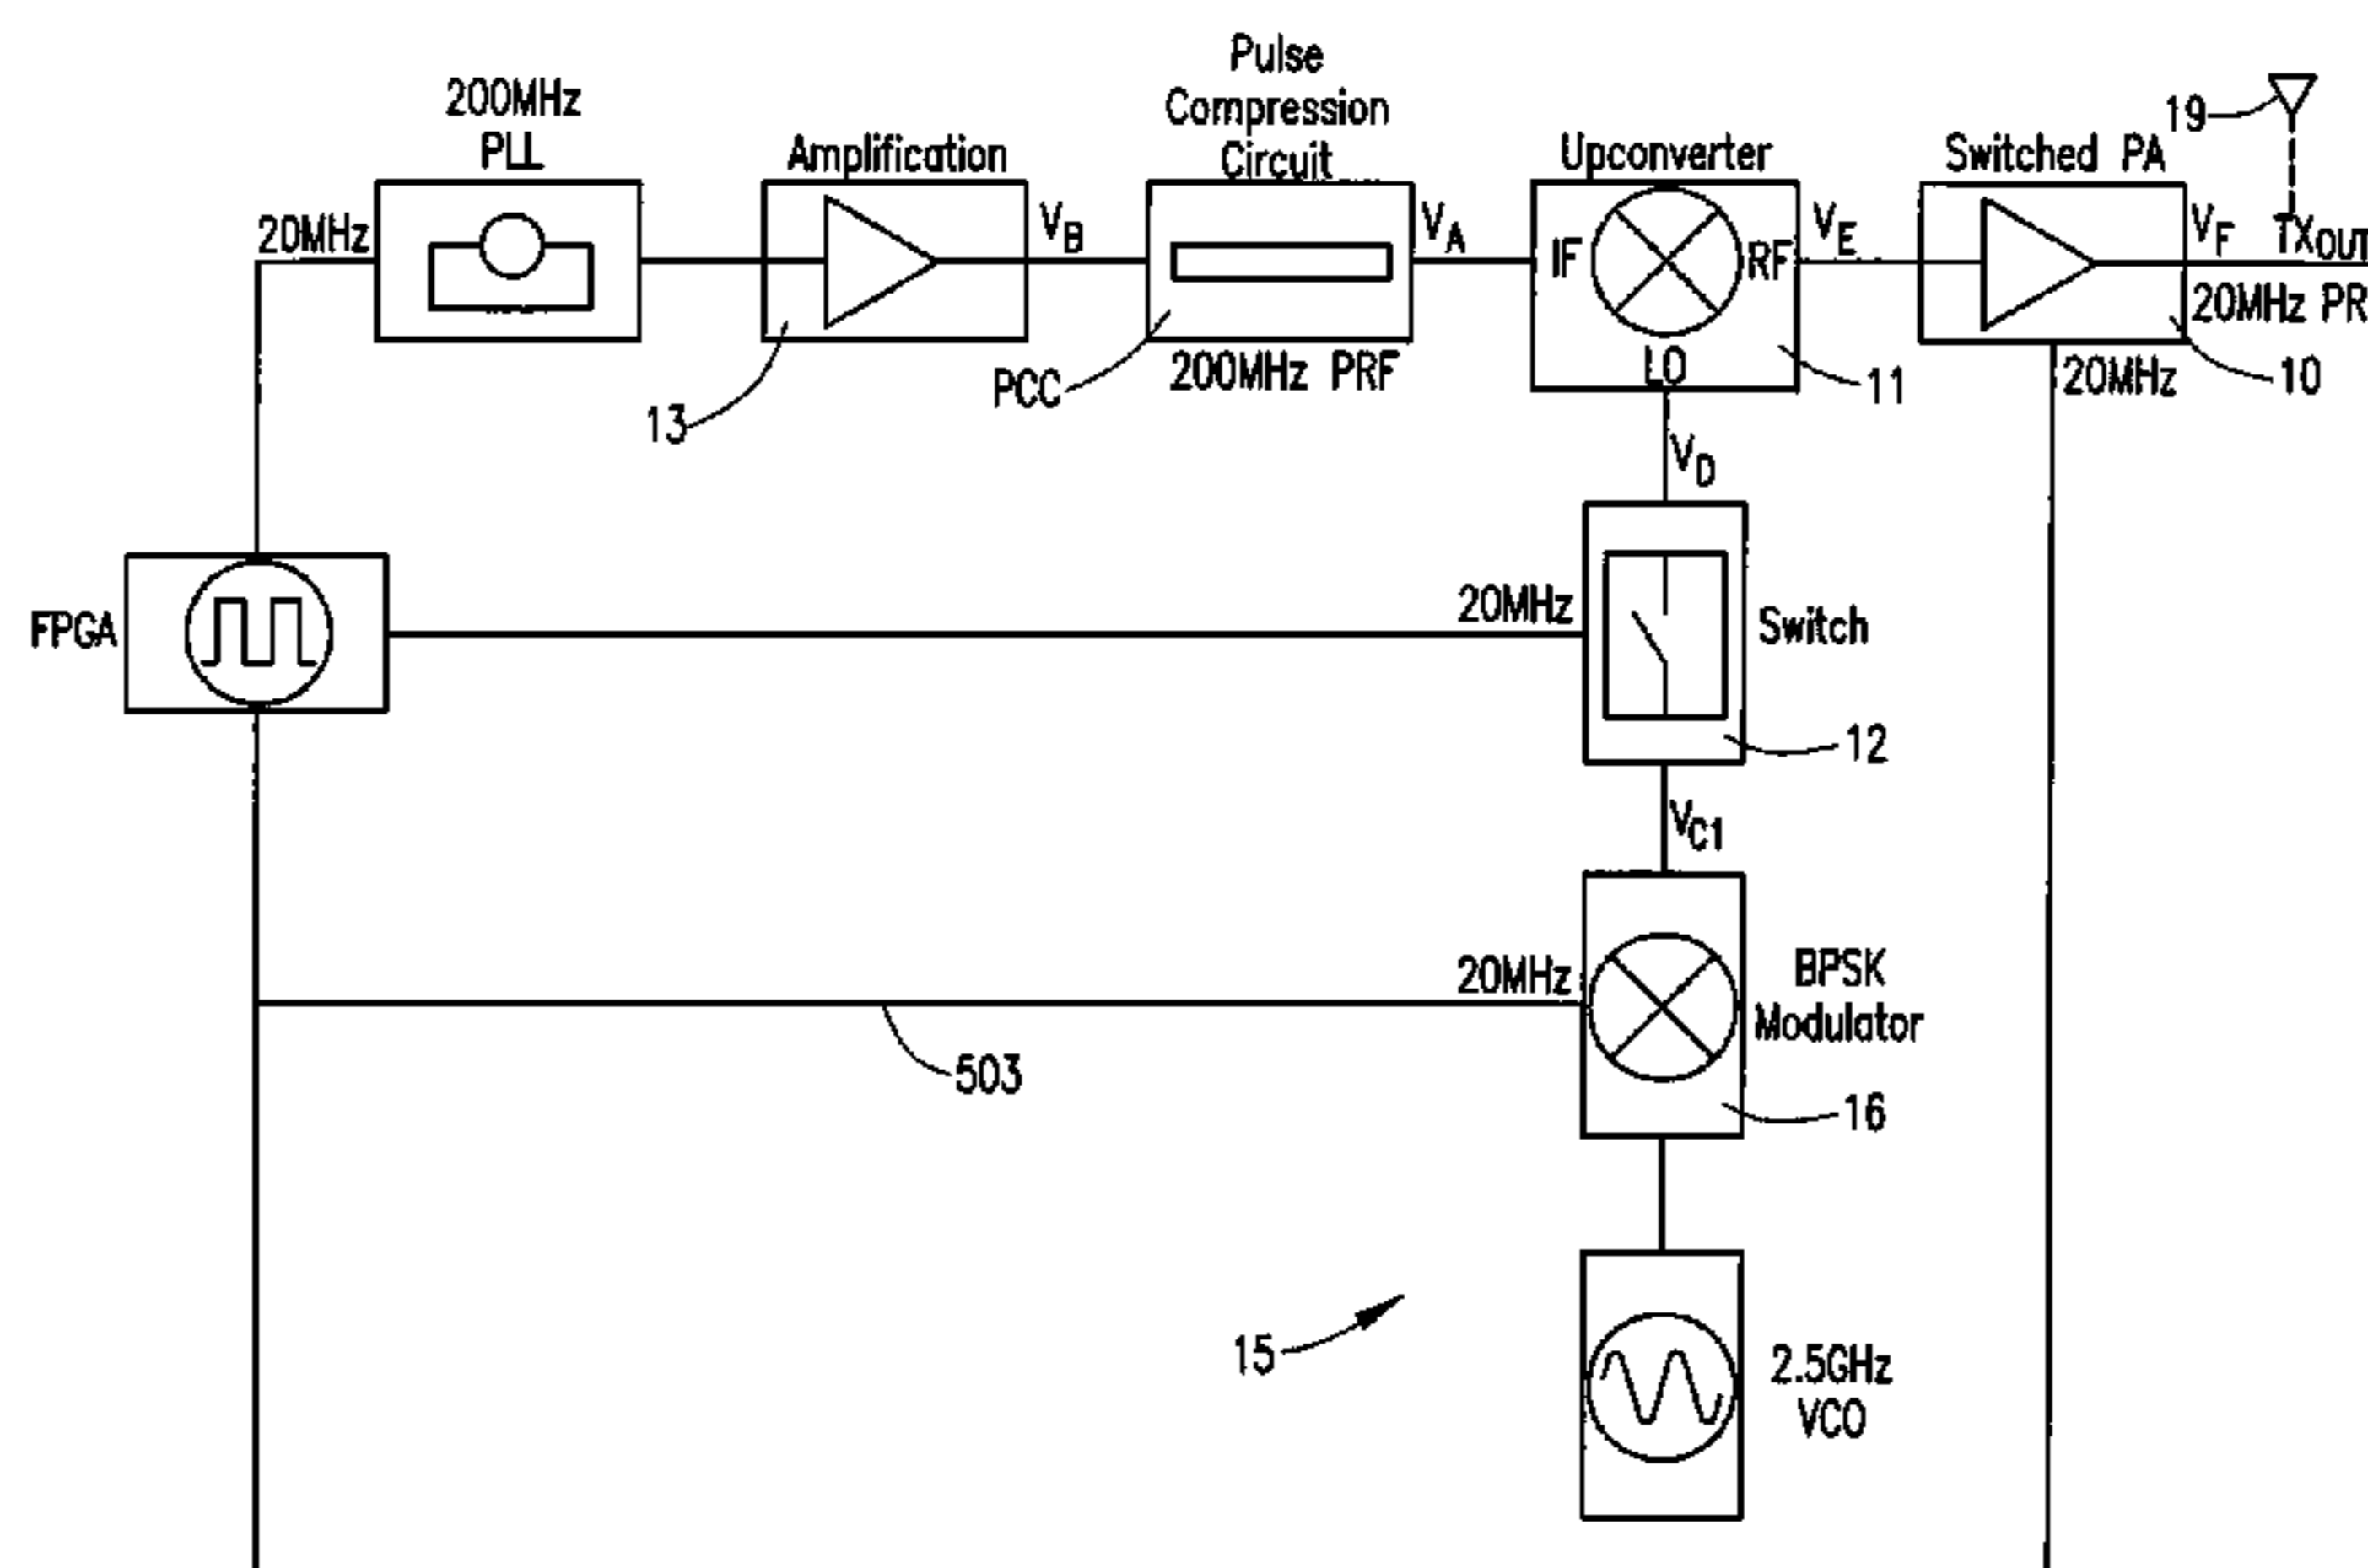 200MHz
PLL
Amplification
Pulse
Compression
Circuit
Upconverter
Switched PA
19
20MHz
VB
VA
IF
RF
LO
VE
VF
TXOUT
20MHz PR
13
PCC
200MHz PRF
11
20MHz
10
VD
FPGA
20MHz
Switch
12
VC1
20MHz
BPSK
Modulator
503
16
15
2.5GHz
VCO